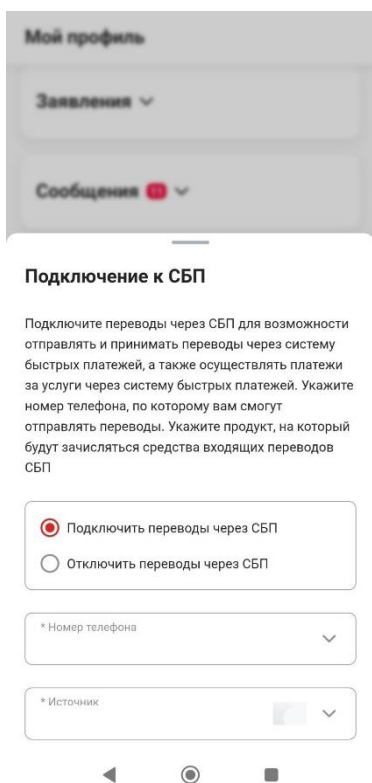 Мой профиль
Заявления
Сообщения
Подключение к СБП
Подключите переводы через СБП для возможности
отправлять и принимать переводы через систему
быстрых платежей, а также осуществлять платежи
за услуги через систему быстрых платежей. Укажите
номер телефона, по которому вам смогут
отправлять переводы. Укажите продукт, на который
будут зачисляться средства входящих переводов
СБП
Подключить переводы через СБП
Отключить переводы через СБП
* Номер телефона
* Источник